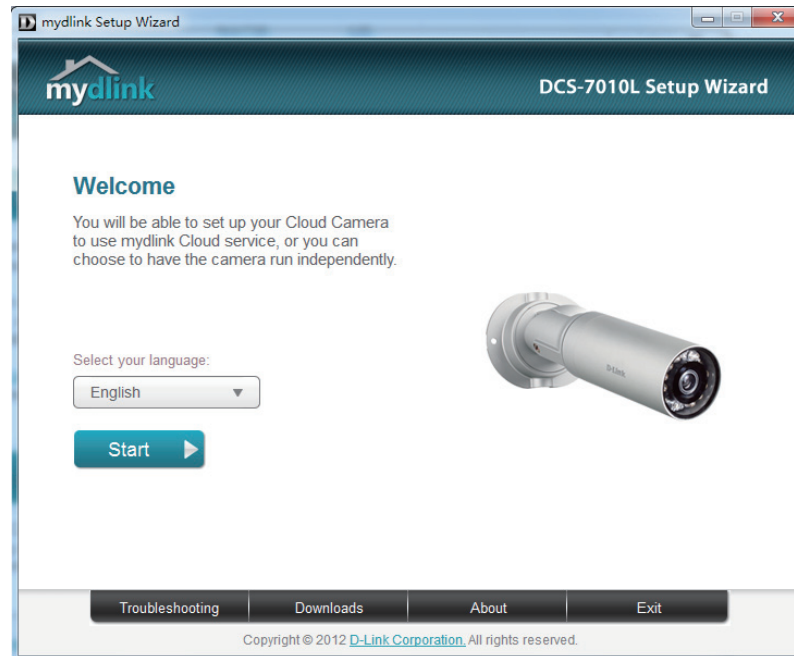 mydlink Setup Wizard
mydlink
DCS-7010L Setup Wizard
Welcome
You will be able to set up your Cloud Camera
to use mydlink Cloud service, or you can
choose to have the camera run independently.
Select your language:
English
Start
D-Link
Troubleshooting
Downloads
About
Exit
Copyright © 2012 D-Link Corporation. All rights reserved.